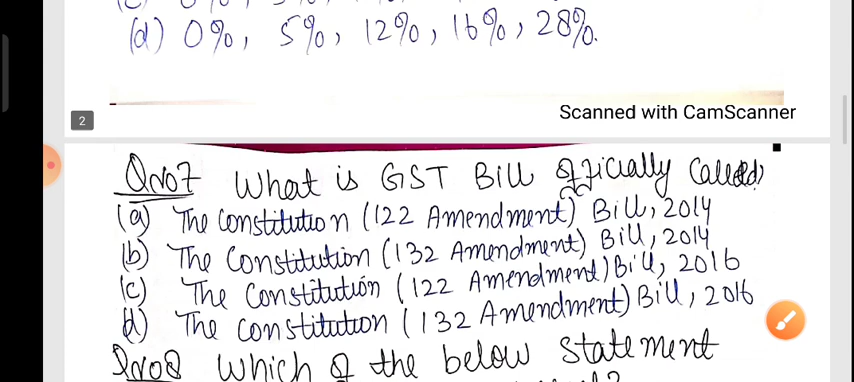 (d) 0%, 5%, 12%, 16%, 28%.
2
Scanned with CamScanner
Qno7 What is GST Bill officially called?
(a) The Constitution (122 Amendment) Bill, 2014
(b) The Constitution (132 Amendment) Bill, 2014
(c) The Constitution (122 Amendment) Bill, 2016
(d) The Constitution (132 Amendment) Bill, 2016
Qno8 Which of the below statement